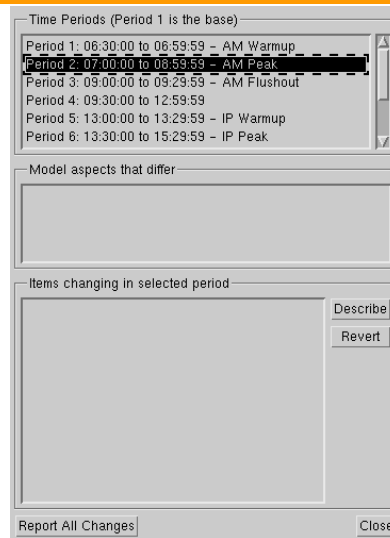 Time Periods (Period 1 is the base)
Period 1: 06:30:00 to 06:59:59 – AM Warmup
Period 2: 07:00:00 to 08:59:59 – AM Peak
Period 3: 09:00:00 to 09:29:59 – AM Flushout
Period 4: 09:30:00 to 12:59:59
Period 5: 13:00:00 to 13:29:59 – IP Warmup
Period 6: 13:30:00 to 15:29:59 – IP Peak
Model aspects that differ
Items changing in selected period
Describe
Revert
Report All Changes
Close